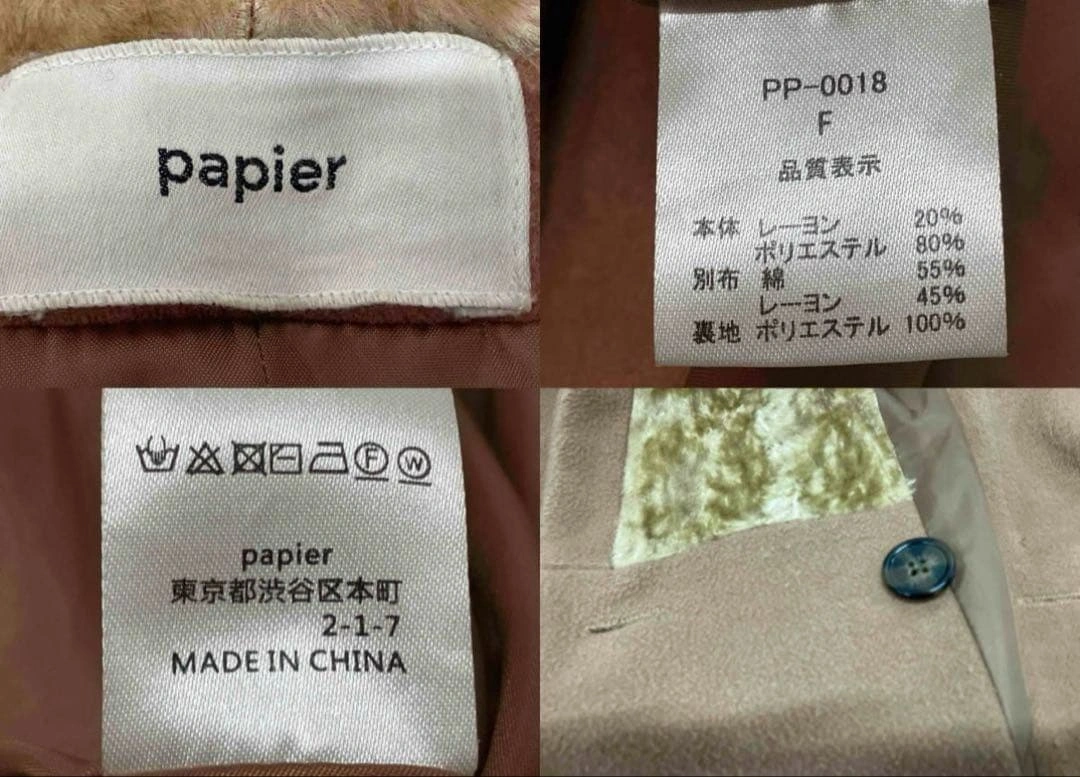 papier
PP-0018
F
品質表示
本体 レーヨン 20%
ポリエステル 80%
別布 綿 55%
レーヨン 45%
裏地 ポリエステル 100%
F W
papier
東京都渋谷区本町
2-1-7
MADE IN CHINA